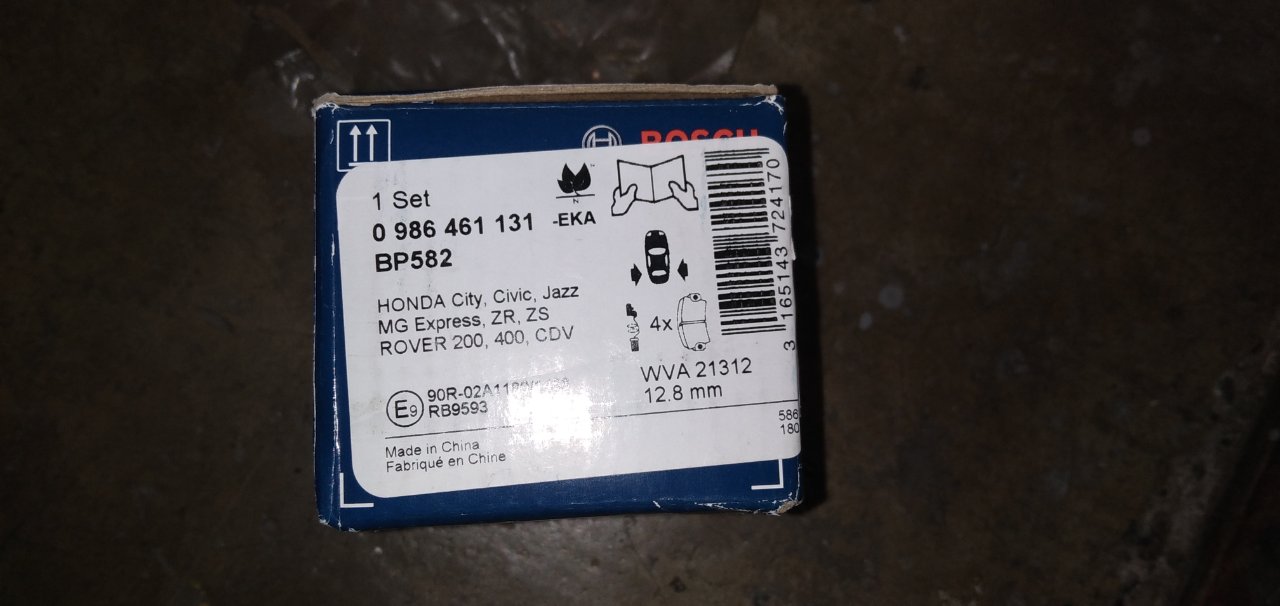 BOSCH
1 Set
0 986 461 131 -EKA
BP582
N
HONDA City, Civic, Jazz
MG Express, ZR, ZS
ROVER 200, 400, CDV
4x
WVA 21312
12.8 mm
E9
RB9593
Made in China
Fabriqué en Chine
586
180
3 165143 724170